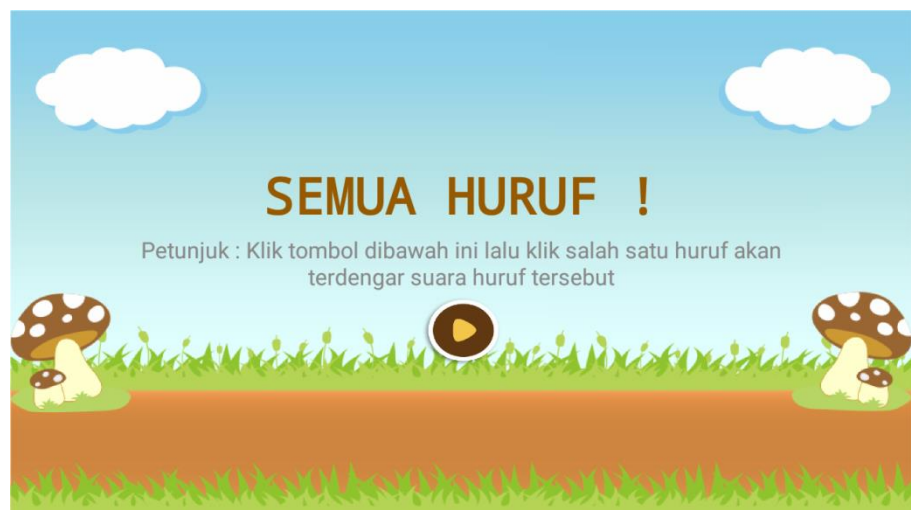 SEMUA HURUF !
Petunjuk : Klik tombol dibawah ini lalu klik salah satu huruf akan
terdengar suara huruf tersebut